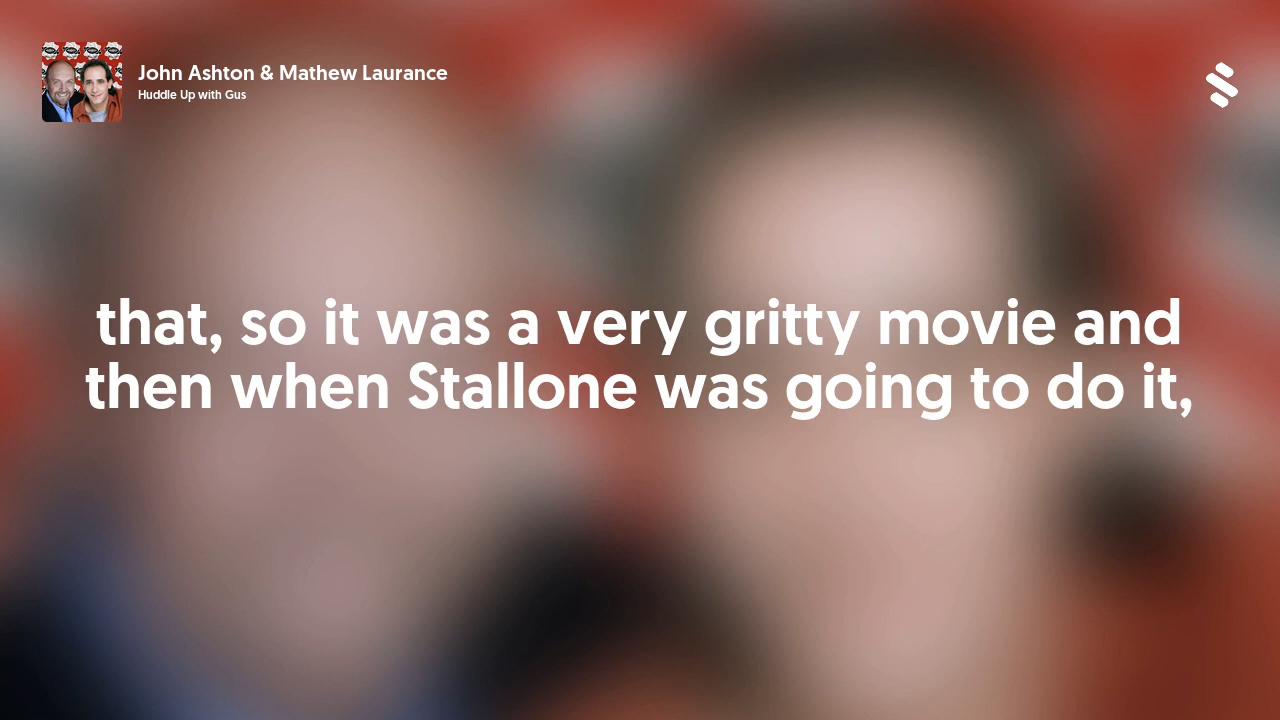 John Ashton & Mathew Laurance
Huddle Up with Gus
that, so it was a very gritty movie and
then when Stallone was going to do it,